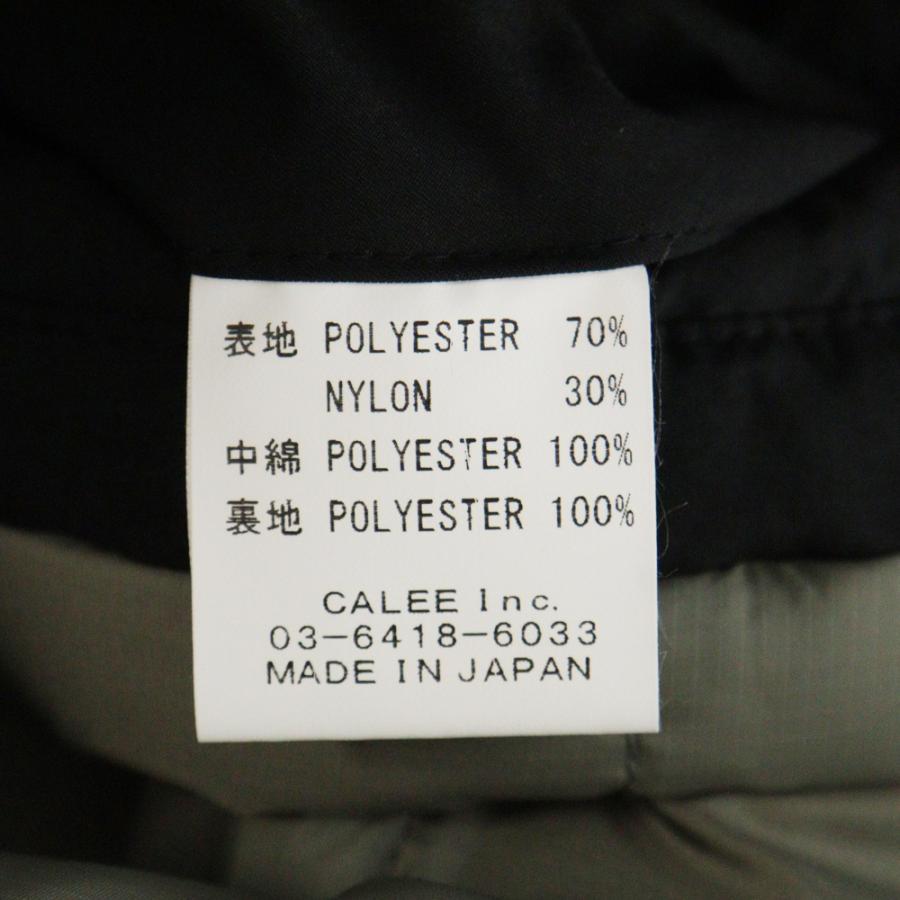 表地 POLYESTER 70%
NYLON 30%
中綿 POLYESTER 100%
裏地 POLYESTER 100%
CALEE Inc.
03-6418-6033
MADE IN JAPAN